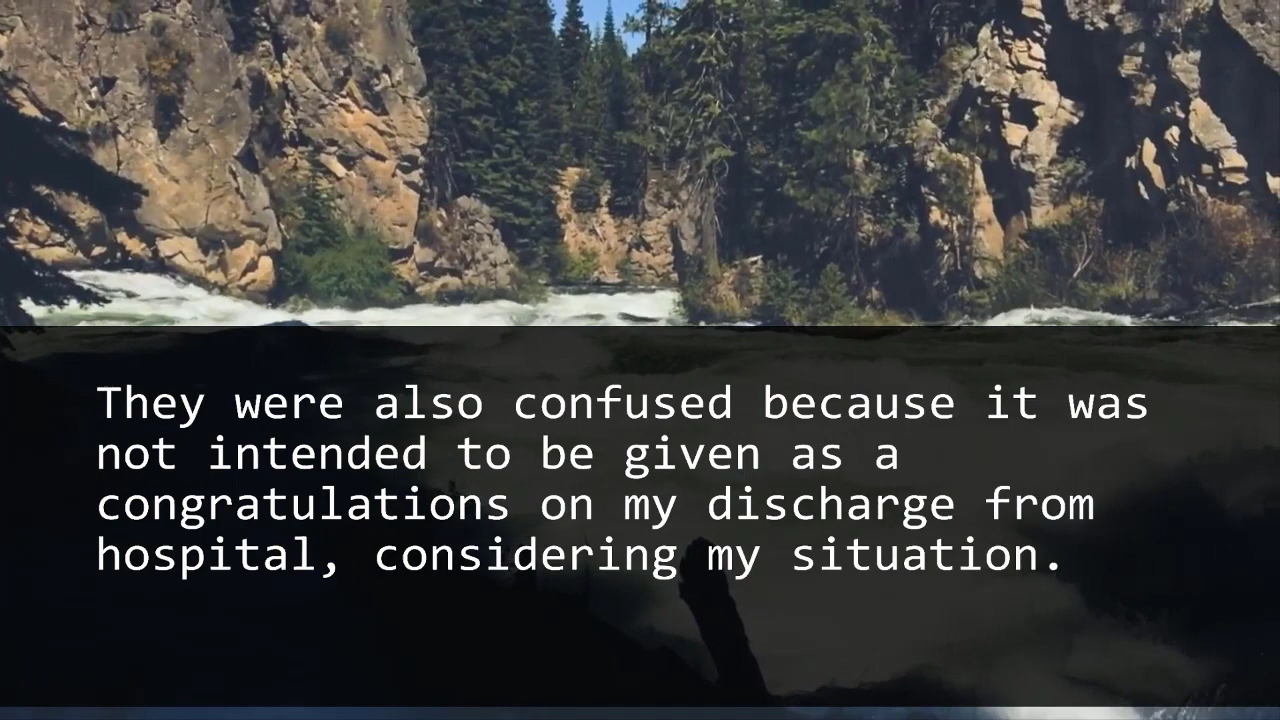 They were also confused because it was
not intended to be given as a
congratulations on my discharge from
hospital, considering my situation.